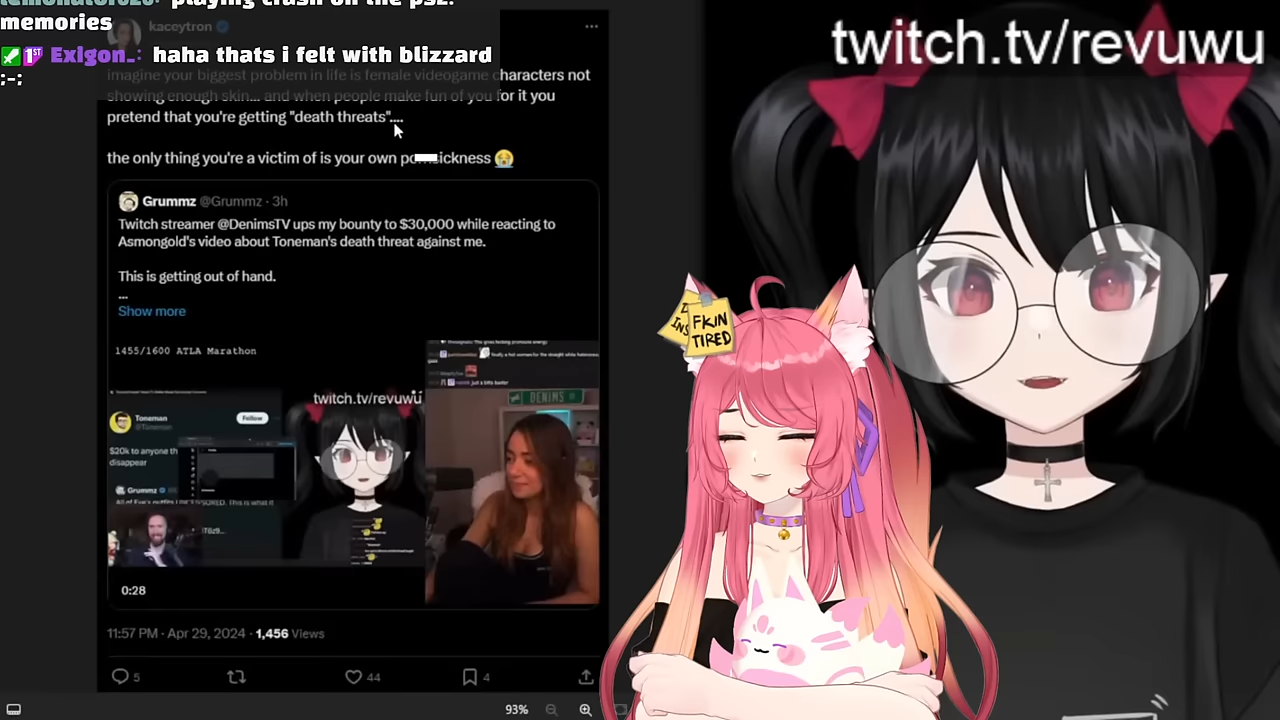 playing crash on the ps2.
memories
Exigon_: haha thats i felt with blizzard
;-;
kaceytron
twitch.tv/revuwu
imagine your biggest problem in life is female videogame characters not
showing enough skin... and when people make fun of you for it you
pretend that you're getting "death threats"....
the only thing you're a victim of is your own po sickness 😭
Grummz @Grummz · 3h
Twitch streamer @DenimsTV ups my bounty to $30,000 while reacting to
Asmongold's video about Toneman's death threat against me.
This is getting out of hand.
...
Show more
FKIN
TIRED
1455/1600 ATLA Marathon
twitch.tv/revuwu
DENIMS
Toneman
Follow
$20k to anyone th
disappear
Grummz
0:28
11:57 PM · Apr 29, 2024 · 1,456 Views
5
44
4
93%